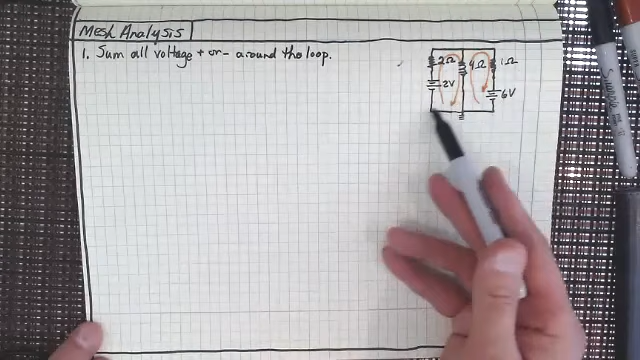 Mesh Analysis
1. Sum all voltage + or - around the loop.
2Ω 4Ω 1Ω
2V 6V